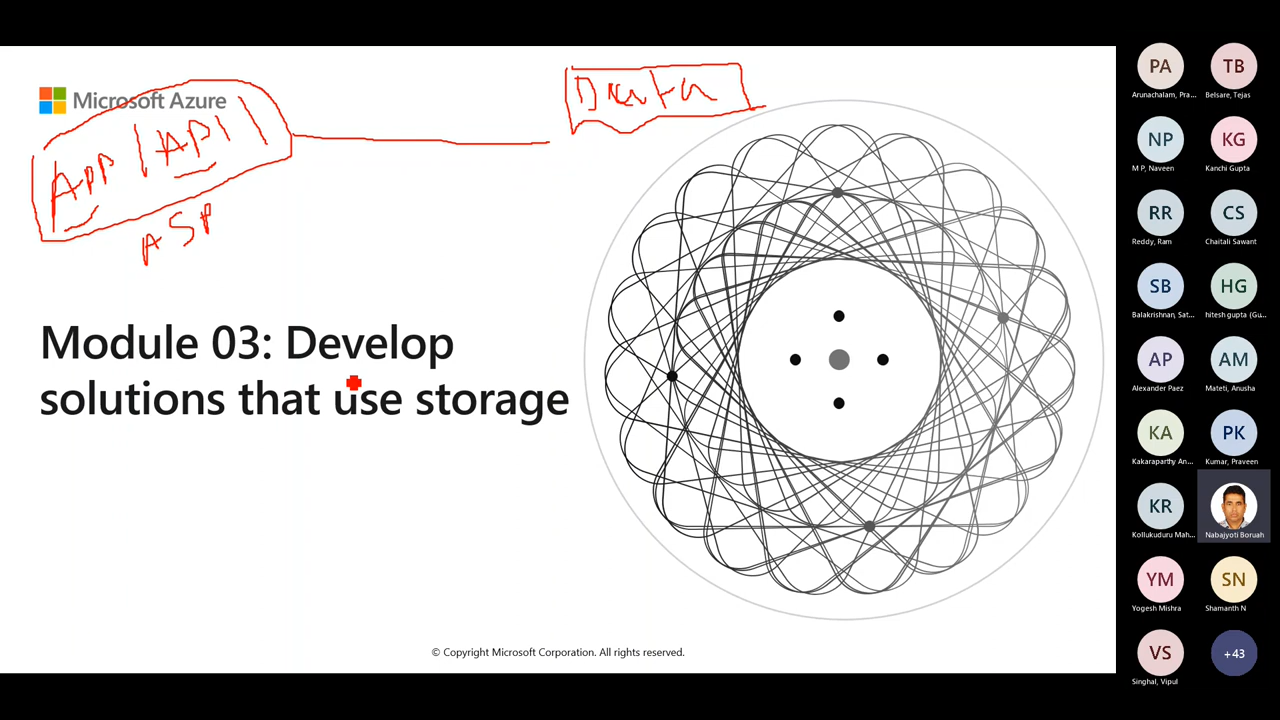 Microsoft Azure
Data
App | API |
ASP
Module 03: Develop
solutions that use storage
© Copyright Microsoft Corporation. All rights reserved.
PA
Arunachalam, Pra...
TB
Belsare, Tejas
NP
M P, Naveen
KG
Kanchi Gupta
RR
Reddy, Ram
CS
Chaitali Sawant
SB
Balakrishnan, Sat...
HG
hitesh gupta (Gu...
AP
Alexander Paez
AM
Mateti, Anusha
KA
Kakaraparthy An...
PK
Kumar, Praveen
KR
Kollukuduru Mah...
Nabajyoti Boruah
YM
Yogesh Mishra
SN
Shamanth N
VS
Singhal, Vipul
+43